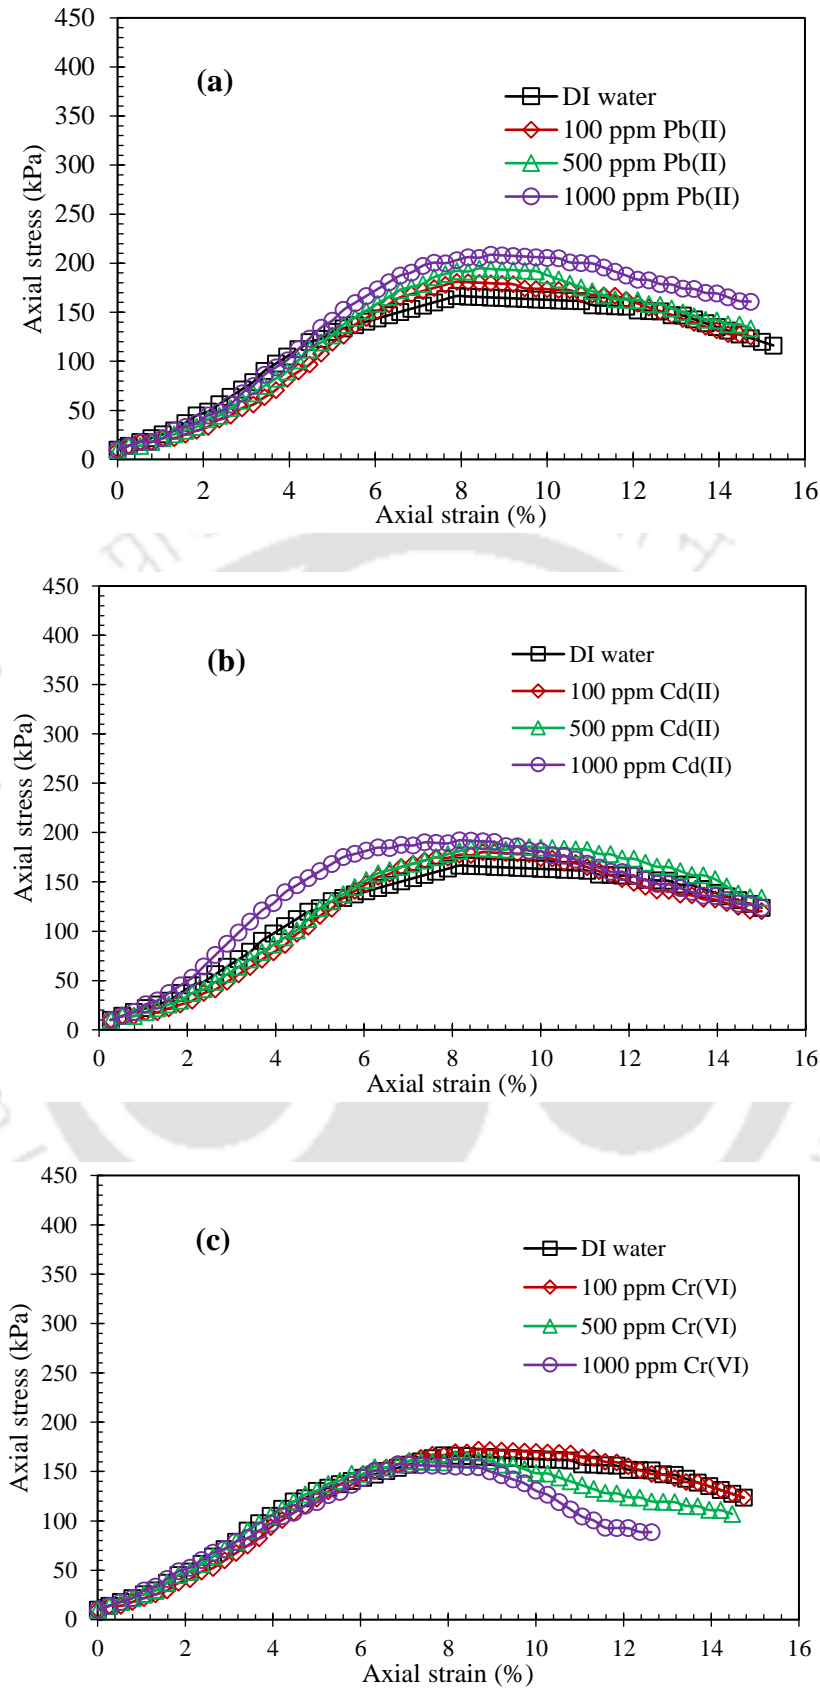 450
400
350
300
250
200
150
100
50
0
Axial stress (kPa)
(a)
DI water
100 ppm Pb(II)
500 ppm Pb(II)
1000 ppm Pb(II)
0 2 4 6 8 10 12 14 16
Axial strain (%)
450
400
350
300
250
200
150
100
50
0
Axial stress (kPa)
(b)
DI water
100 ppm Cd(II)
500 ppm Cd(II)
1000 ppm Cd(II)
0 2 4 6 8 10 12 14 16
Axial strain (%)
450
400
350
300
250
200
150
100
50
0
Axial stress (kPa)
(c)
DI water
100 ppm Cr(VI)
500 ppm Cr(VI)
1000 ppm Cr(VI)
0 2 4 6 8 10 12 14 16
Axial strain (%)